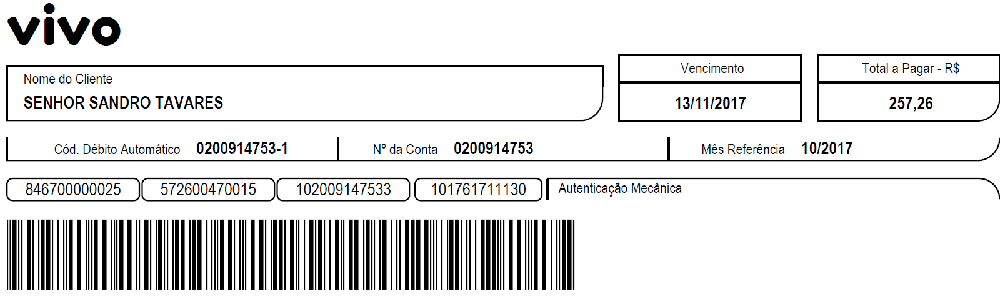 vivo
Nome do Cliente
SENHOR SANDRO TAVARES
Vencimento
13/11/2017
Total a Pagar - R$
257,26
Cód. Débito Automático 0200914753-1
Nº da Conta 0200914753
Mês Referência 10/2017
846700000025 572600470015 102009147533 101761711130 Autenticação Mecânica